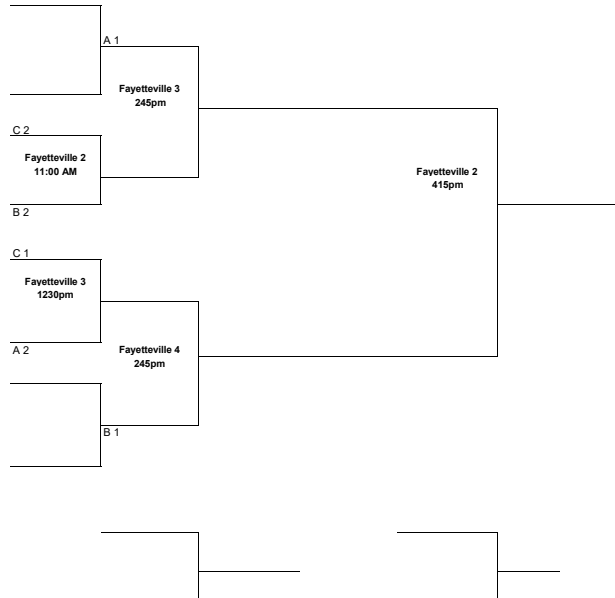 A 1
Fayetteville 3
245pm
C 2
Fayetteville 2
11:00 AM
Fayetteville 2
415pm
B 2
C 1
Fayetteville 3
1230pm
A 2
Fayetteville 4
245pm
B 1